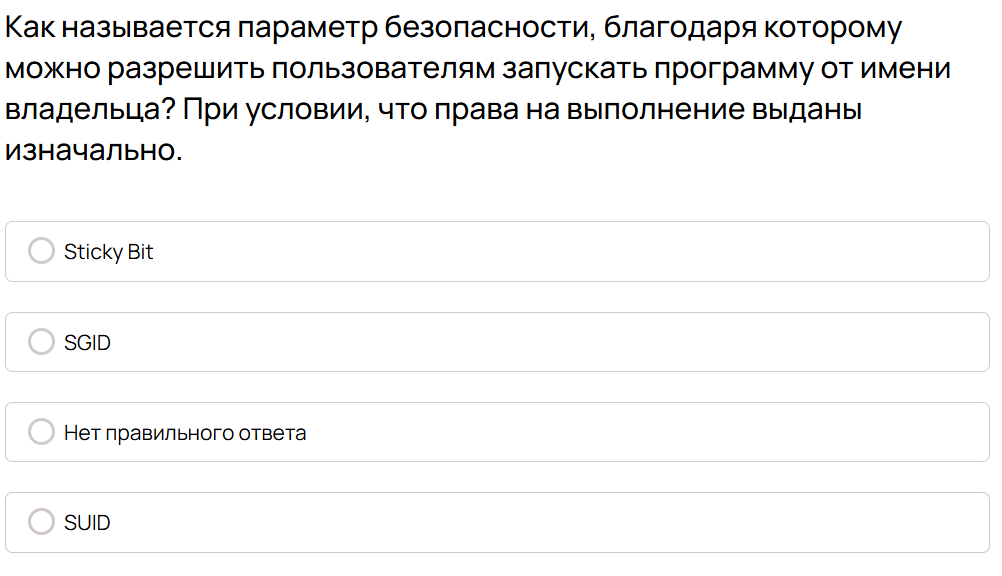 Как называется параметр безопасности, благодаря которому
можно разрешить пользователям запускать программу от имени
владельца? При условии, что права на выполнение выданы
изначально.
Sticky Bit
SGID
Нет правильного ответа
SUID